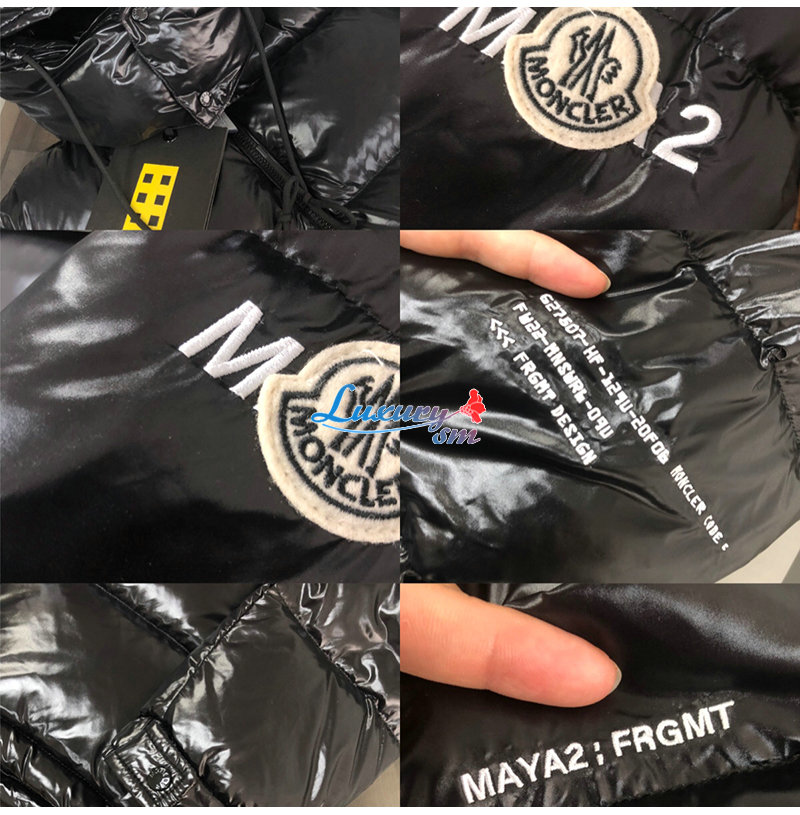 MONCLER
2
M
MONCLER
Luxury
sm
MONCLER CODE
<<< FRGMT DESIGN
MAYA2 ; FRGMT